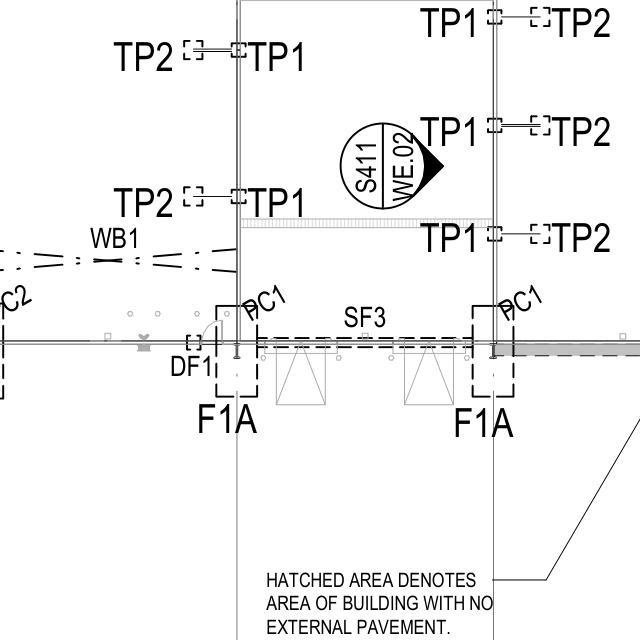 TP1 TP2
TP2 TP1
TP1 TP2
S411
WE.02
TP2 TP1
TP1 TP2
WB1
C2
PC1
PC1
SF3
DF1
F1A
F1A
HATCHED AREA DENOTES
AREA OF BUILDING WITH NO
EXTERNAL PAVEMENT.